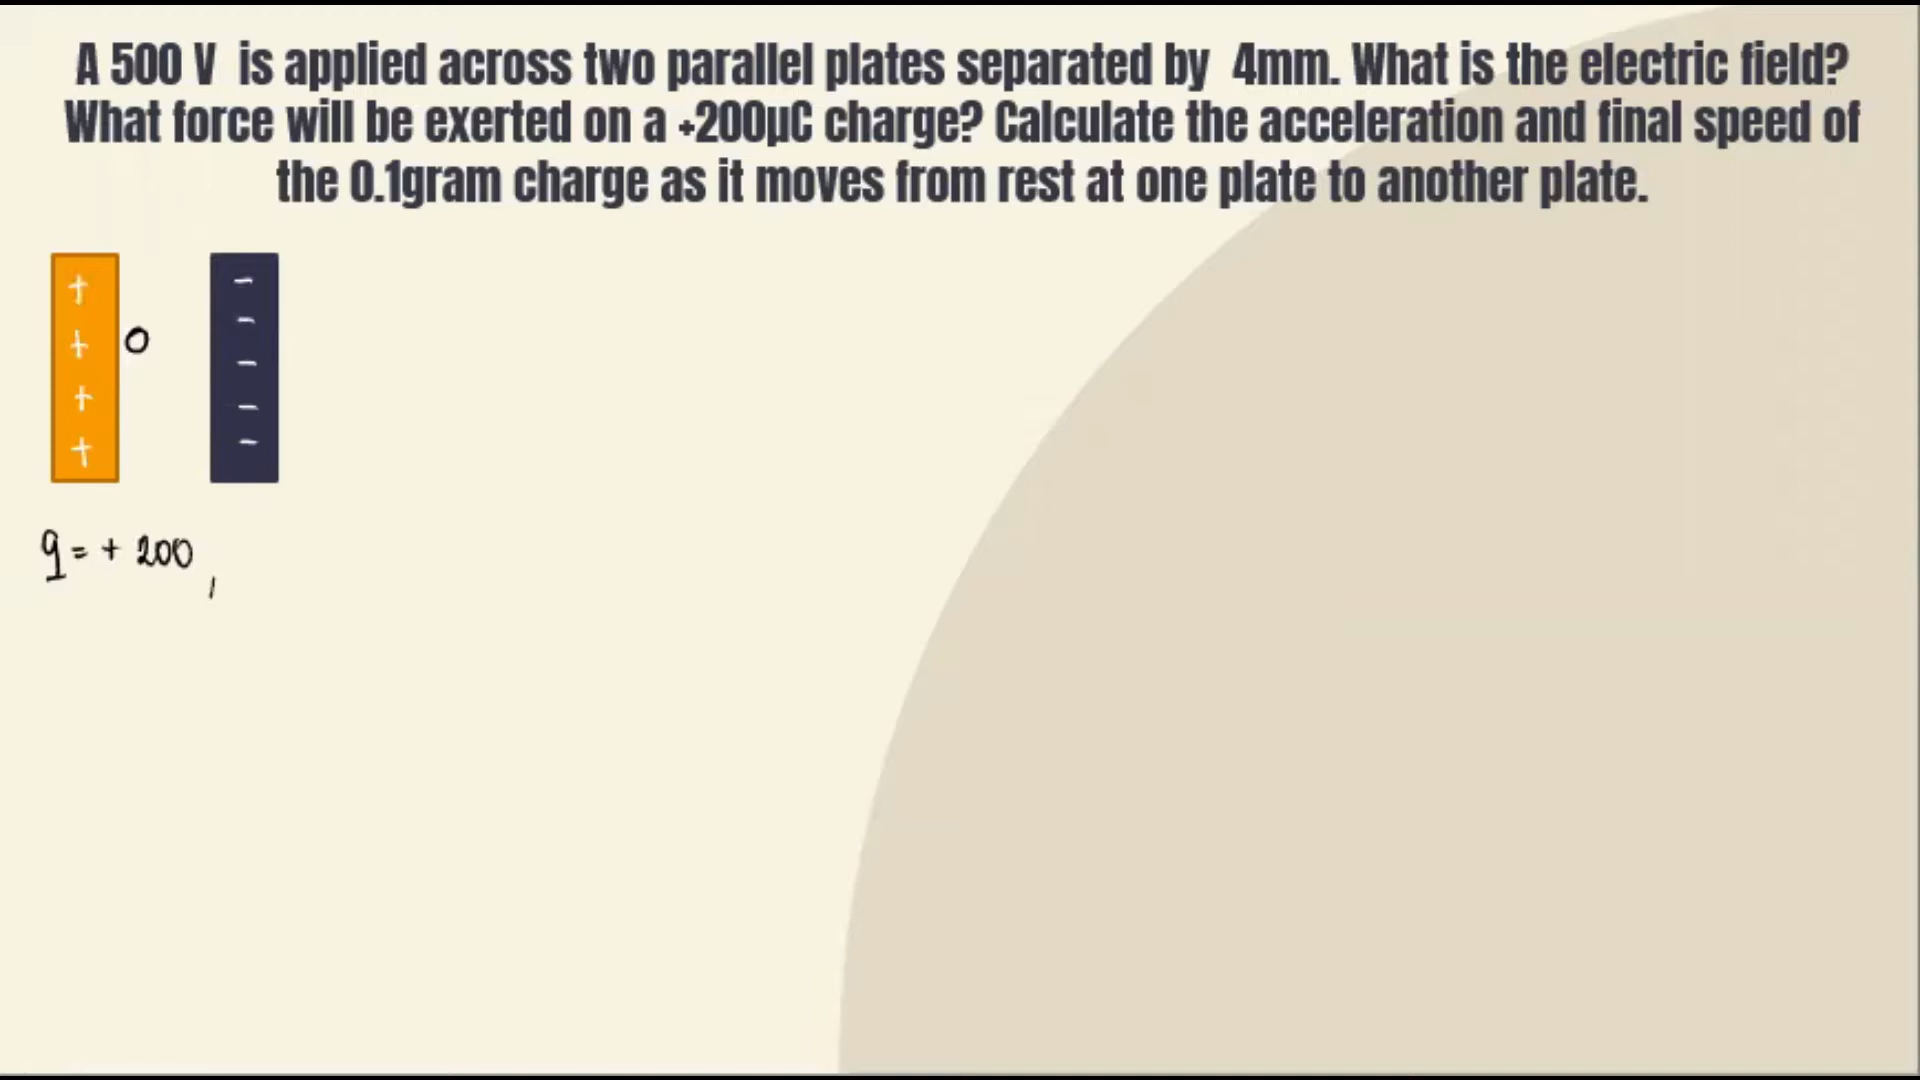 A 500 V is applied across two parallel plates separated by 4mm. What is the electric field?
What force will be exerted on a +200µC charge? Calculate the acceleration and final speed of
the 0.1gram charge as it moves from rest at one plate to another plate.
+ -
+ -
+ -
+ -
-
q = + 200